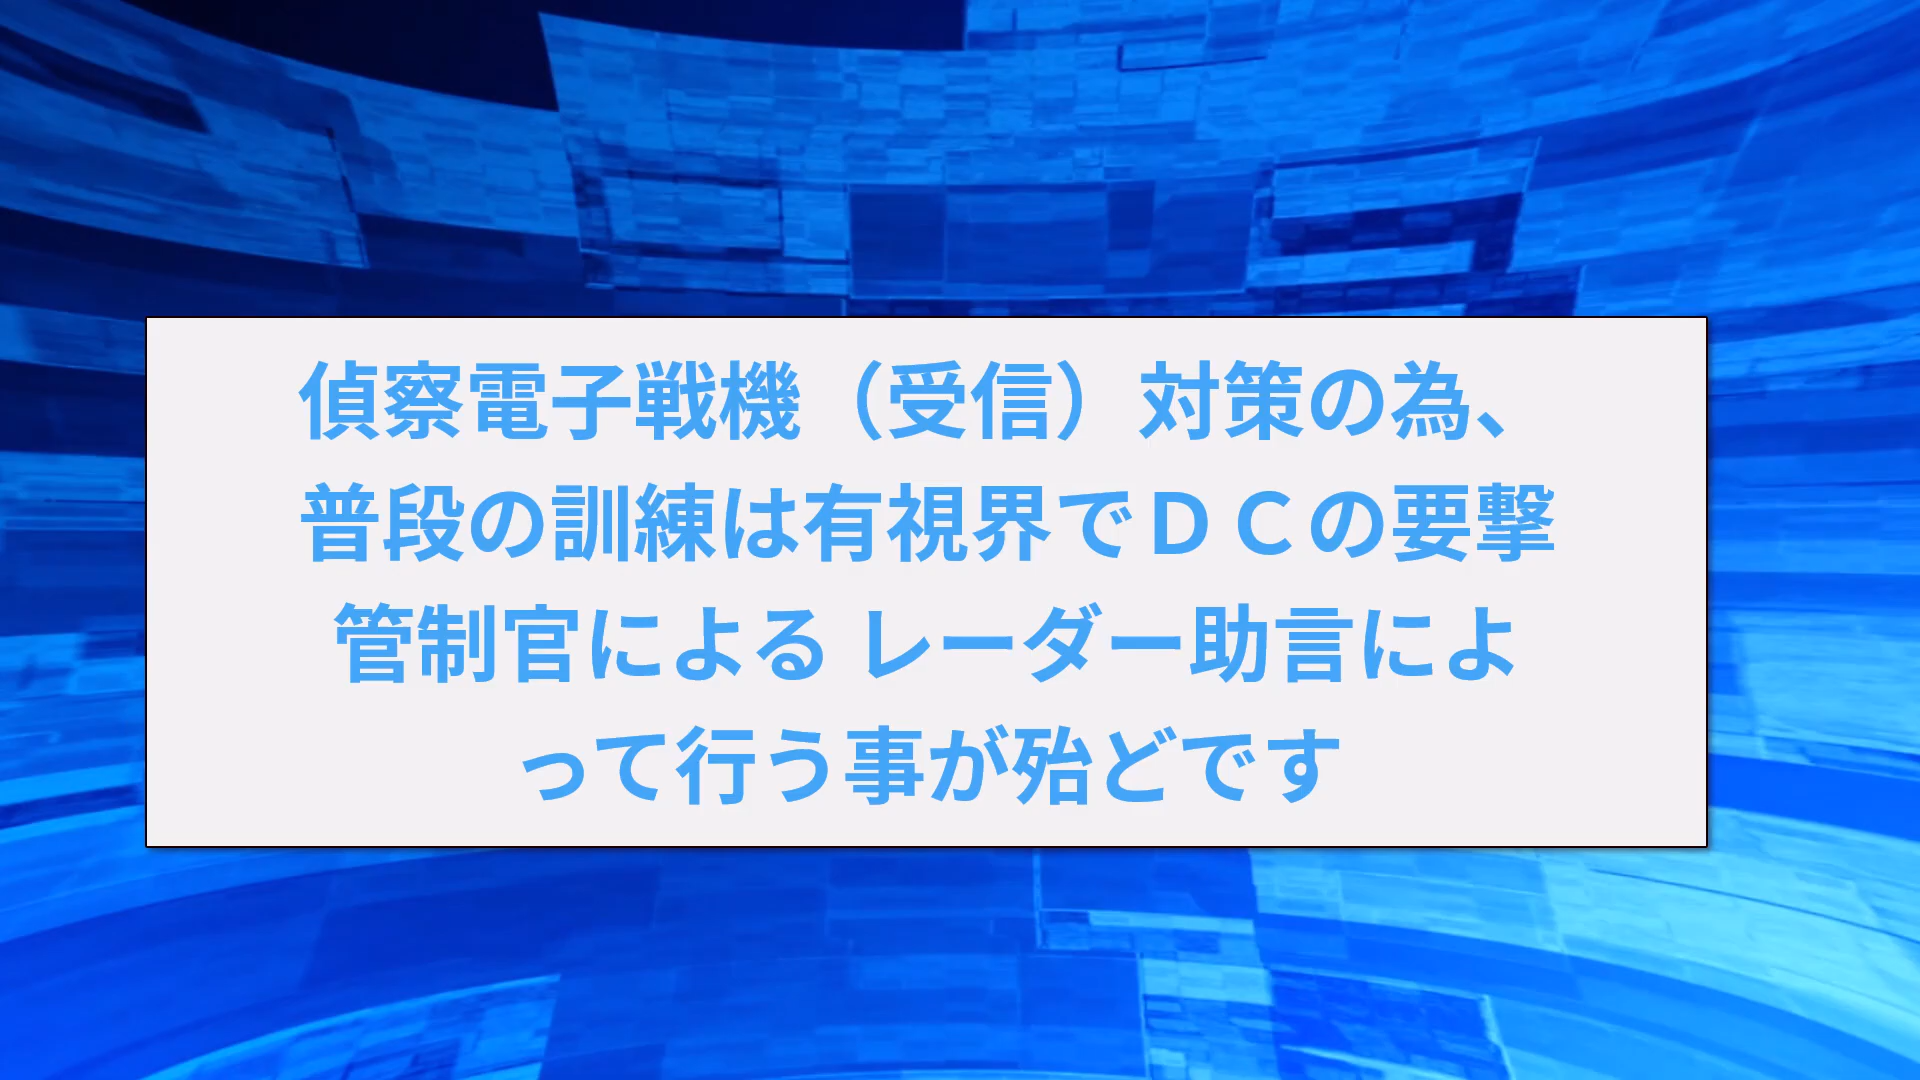 偵察電子戦機（受信）対策の為、
普段の訓練は有視界でＤＣの要撃
管制官による レーダー助言によ
って行う事が殆どです